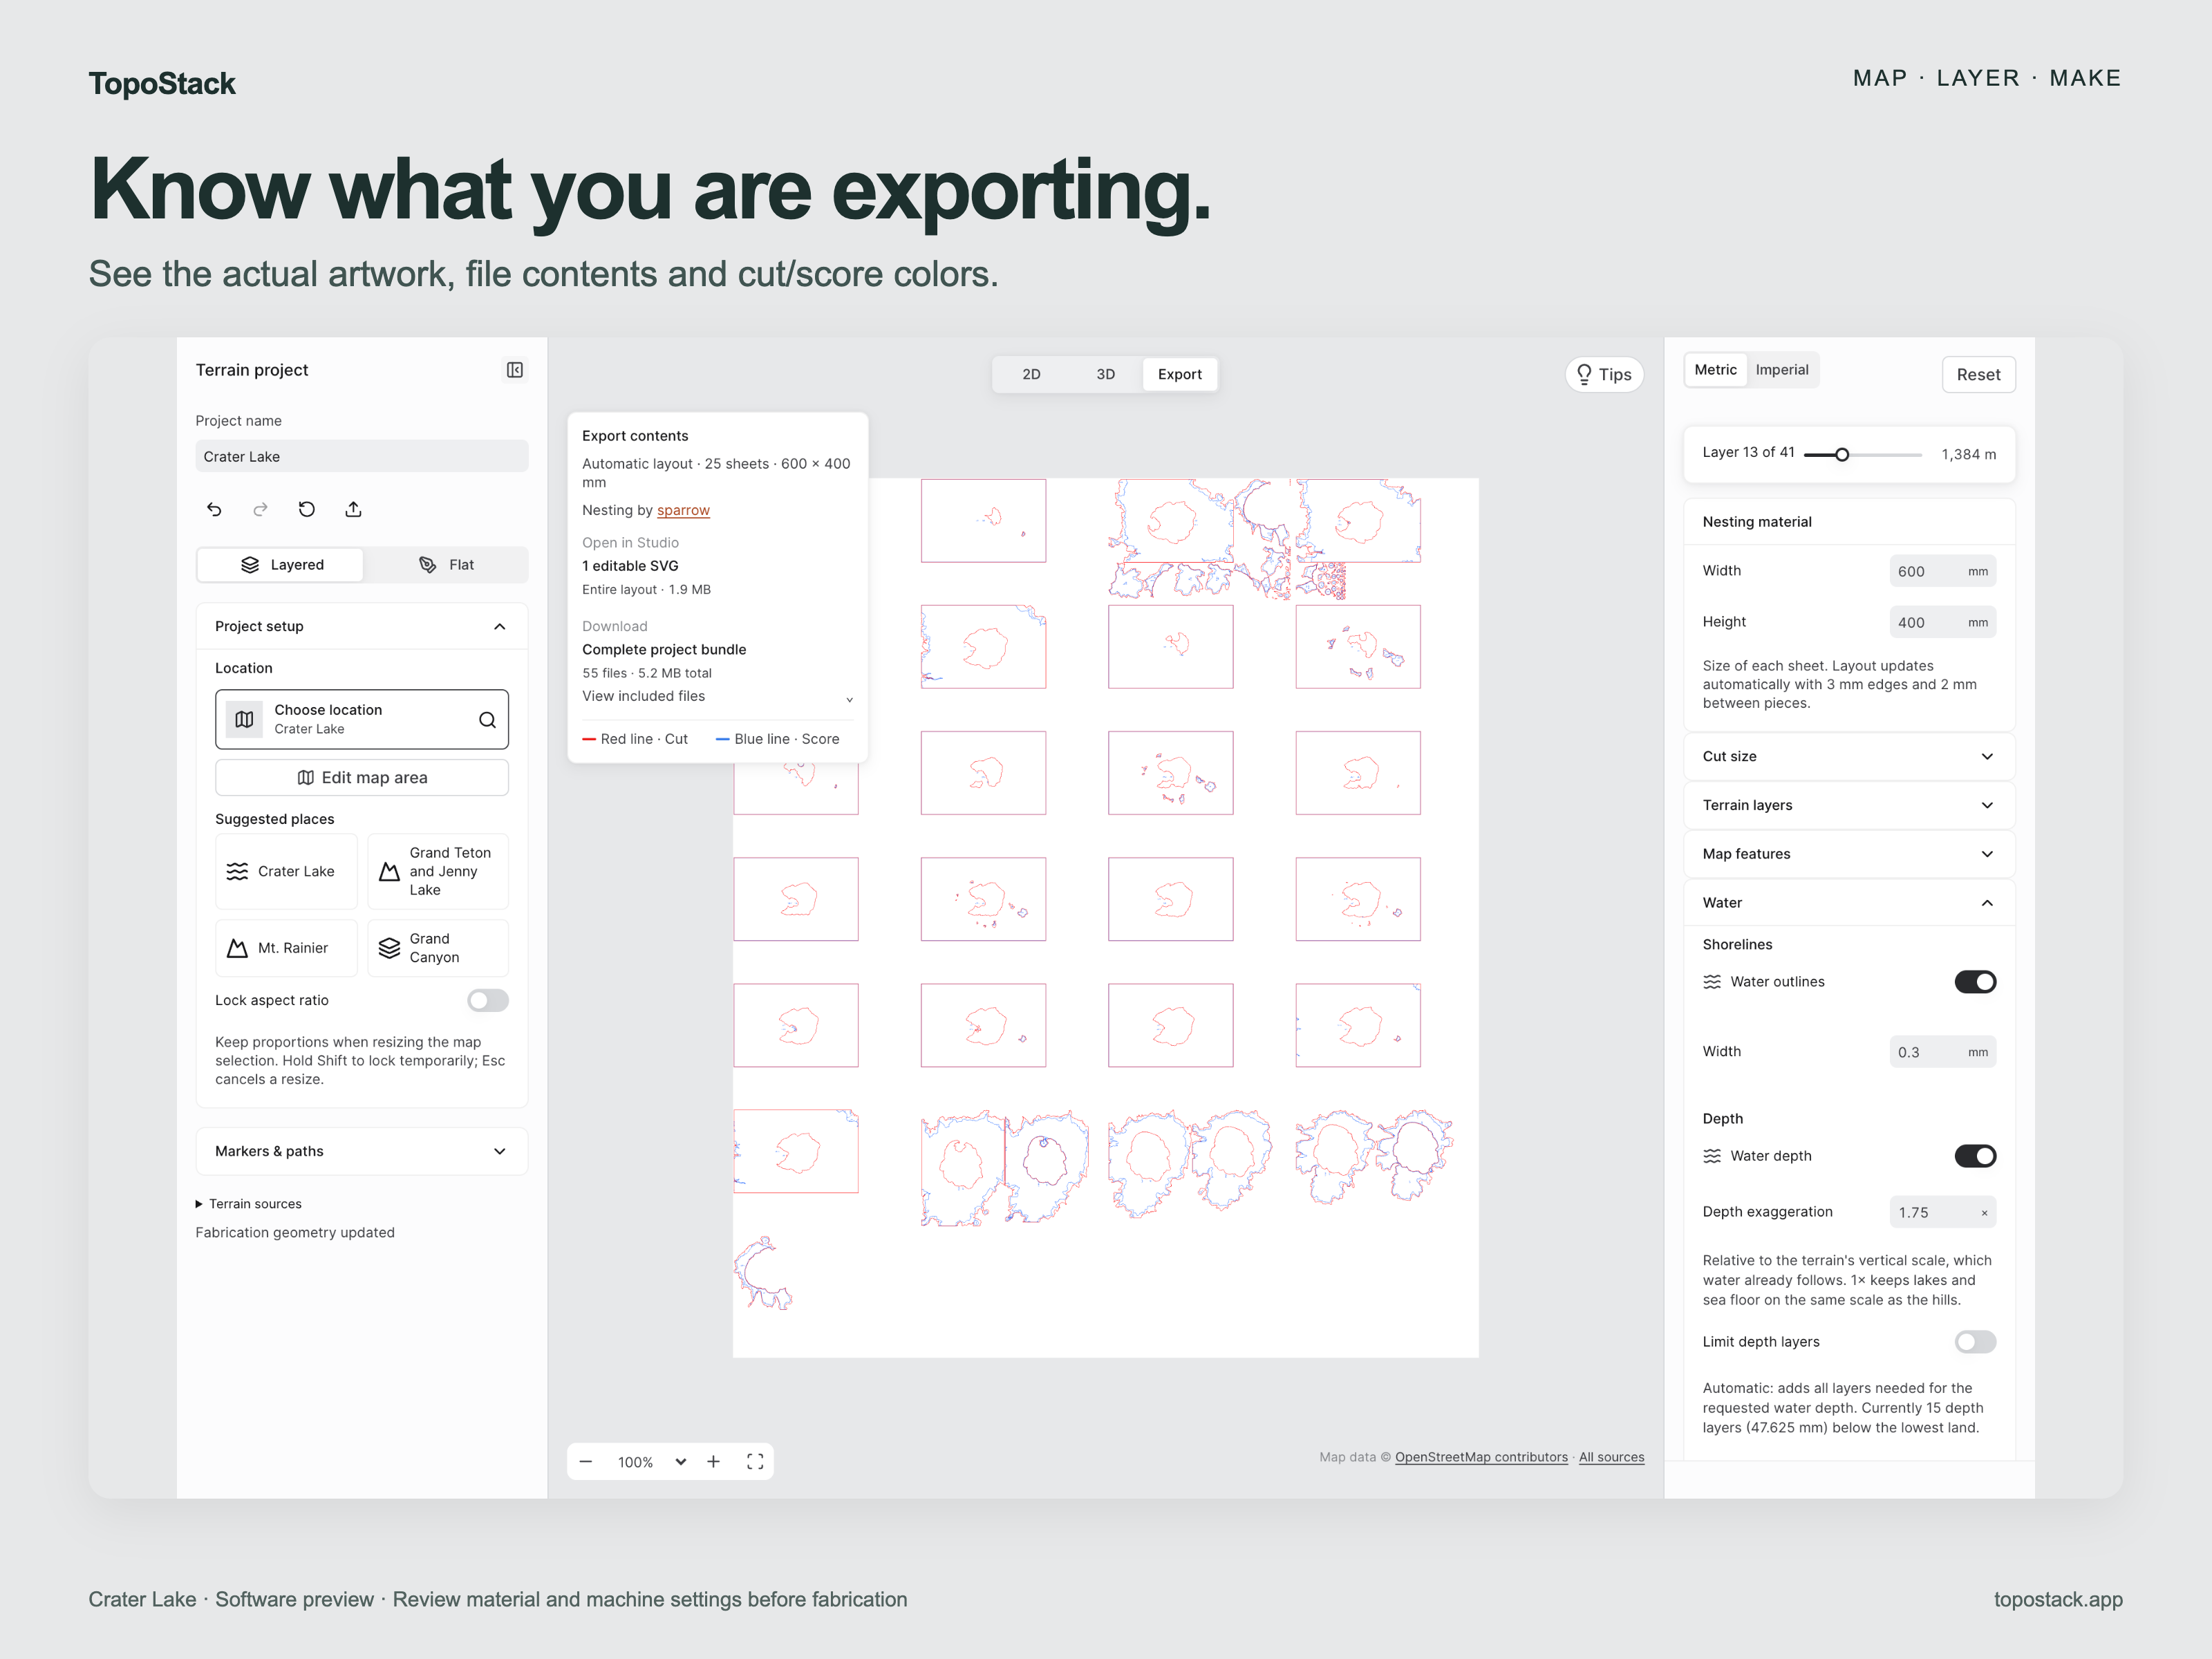 TopoStack
MAP · LAYER · MAKE
Know what you are exporting.
See the actual artwork, file contents and cut/score colors.
Terrain project
Project name
Crater Lake
Layered
Flat
Project setup
Location
Choose location
Crater Lake
Edit map area
Suggested places
Crater Lake
Grand Teton
and Jenny
Lake
Mt. Rainier
Grand
Canyon
Lock aspect ratio
Keep proportions when resizing the map
selection. Hold Shift to lock temporarily; Esc
cancels a resize.
Markers & paths
Terrain sources
Fabrication geometry updated
2D
3D
Export
Tips
Export contents
Automatic layout · 25 sheets · 600 × 400
mm
Nesting by sparrow
Open in Studio
1 editable SVG
Entire layout · 1.9 MB
Download
Complete project bundle
55 files · 5.2 MB total
View included files
Red line · Cut
Blue line · Score
100%
Map data © OpenStreetMap contributors · All sources
Metric
Imperial
Reset
Layer 13 of 41
1,384 m
Nesting material
Width
600 mm
Height
400 mm
Size of each sheet. Layout updates
automatically with 3 mm edges and 2 mm
between pieces.
Cut size
Terrain layers
Map features
Water
Shorelines
Water outlines
Width
0.3 mm
Depth
Water depth
Depth exaggeration
1.75 ×
Relative to the terrain's vertical scale, which
water already follows. 1× keeps lakes and
sea floor on the same scale as the hills.
Limit depth layers
Automatic: adds all layers needed for the
requested water depth. Currently 15 depth
layers (47.625 mm) below the lowest land.
Crater Lake · Software preview · Review material and machine settings before fabrication
topostack.app